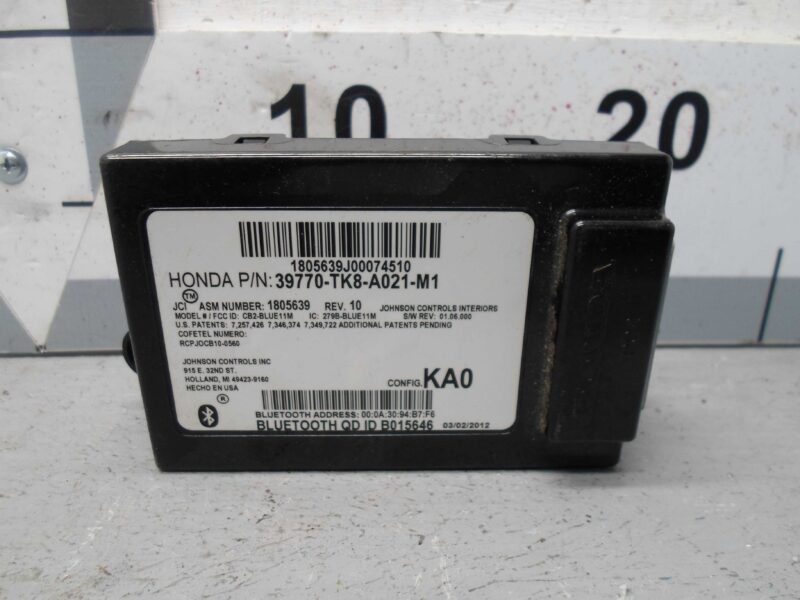 10
20
1805639J00074510
HONDA P/N: 39770-TK8-A021-M1
TM
JCI ASM NUMBER: 1805639 REV. 10 JOHNSON CONTROLS INTERIORS
MODEL # / FCC ID: CB2-BLUE11M IC: 279B-BLUE11M S/W REV: 01.06.000
U.S. PATENTS: 7,257,426 7,346,374 7,349,722 ADDITIONAL PATENTS PENDING
COFETEL NUMERO:
RCPJOCB10-0560
JOHNSON CONTROLS INC
915 E. 32ND ST.
HOLLAND, MI 49423-9160
HECHO EN USA
CONFIG. KA0
®
BLUETOOTH ADDRESS: 00:0A:30:94:B7:F6
BLUETOOTH QD ID B015646 03/02/2012